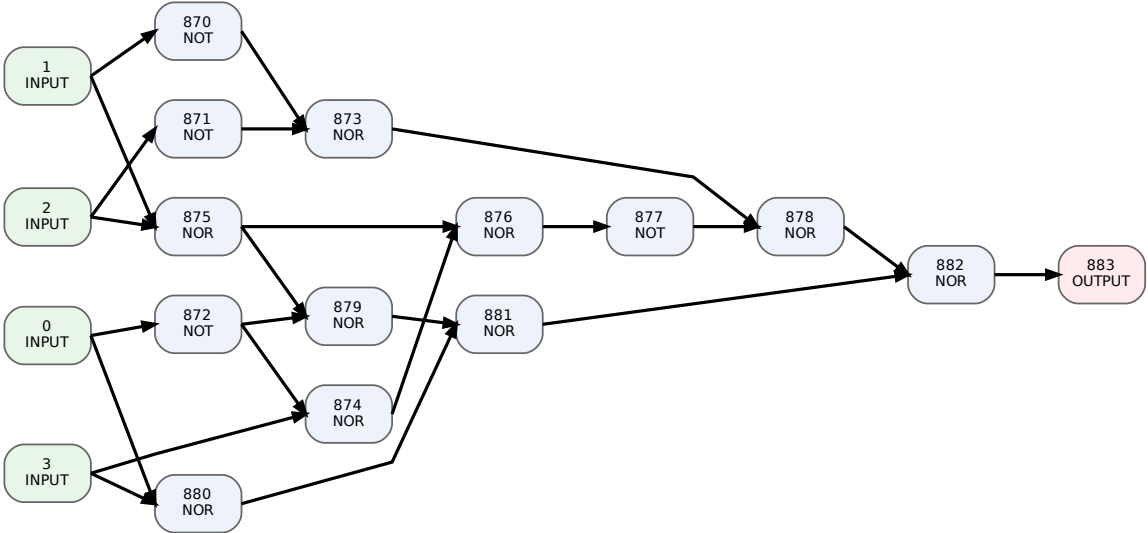 870
NOT
1
INPUT
871
NOT
873
NOR
2
INPUT
875
NOR
876
NOR
877
NOT
878
NOR
882
NOR
883
OUTPUT
0
INPUT
872
NOT
879
NOR
881
NOR
874
NOR
3
INPUT
880
NOR